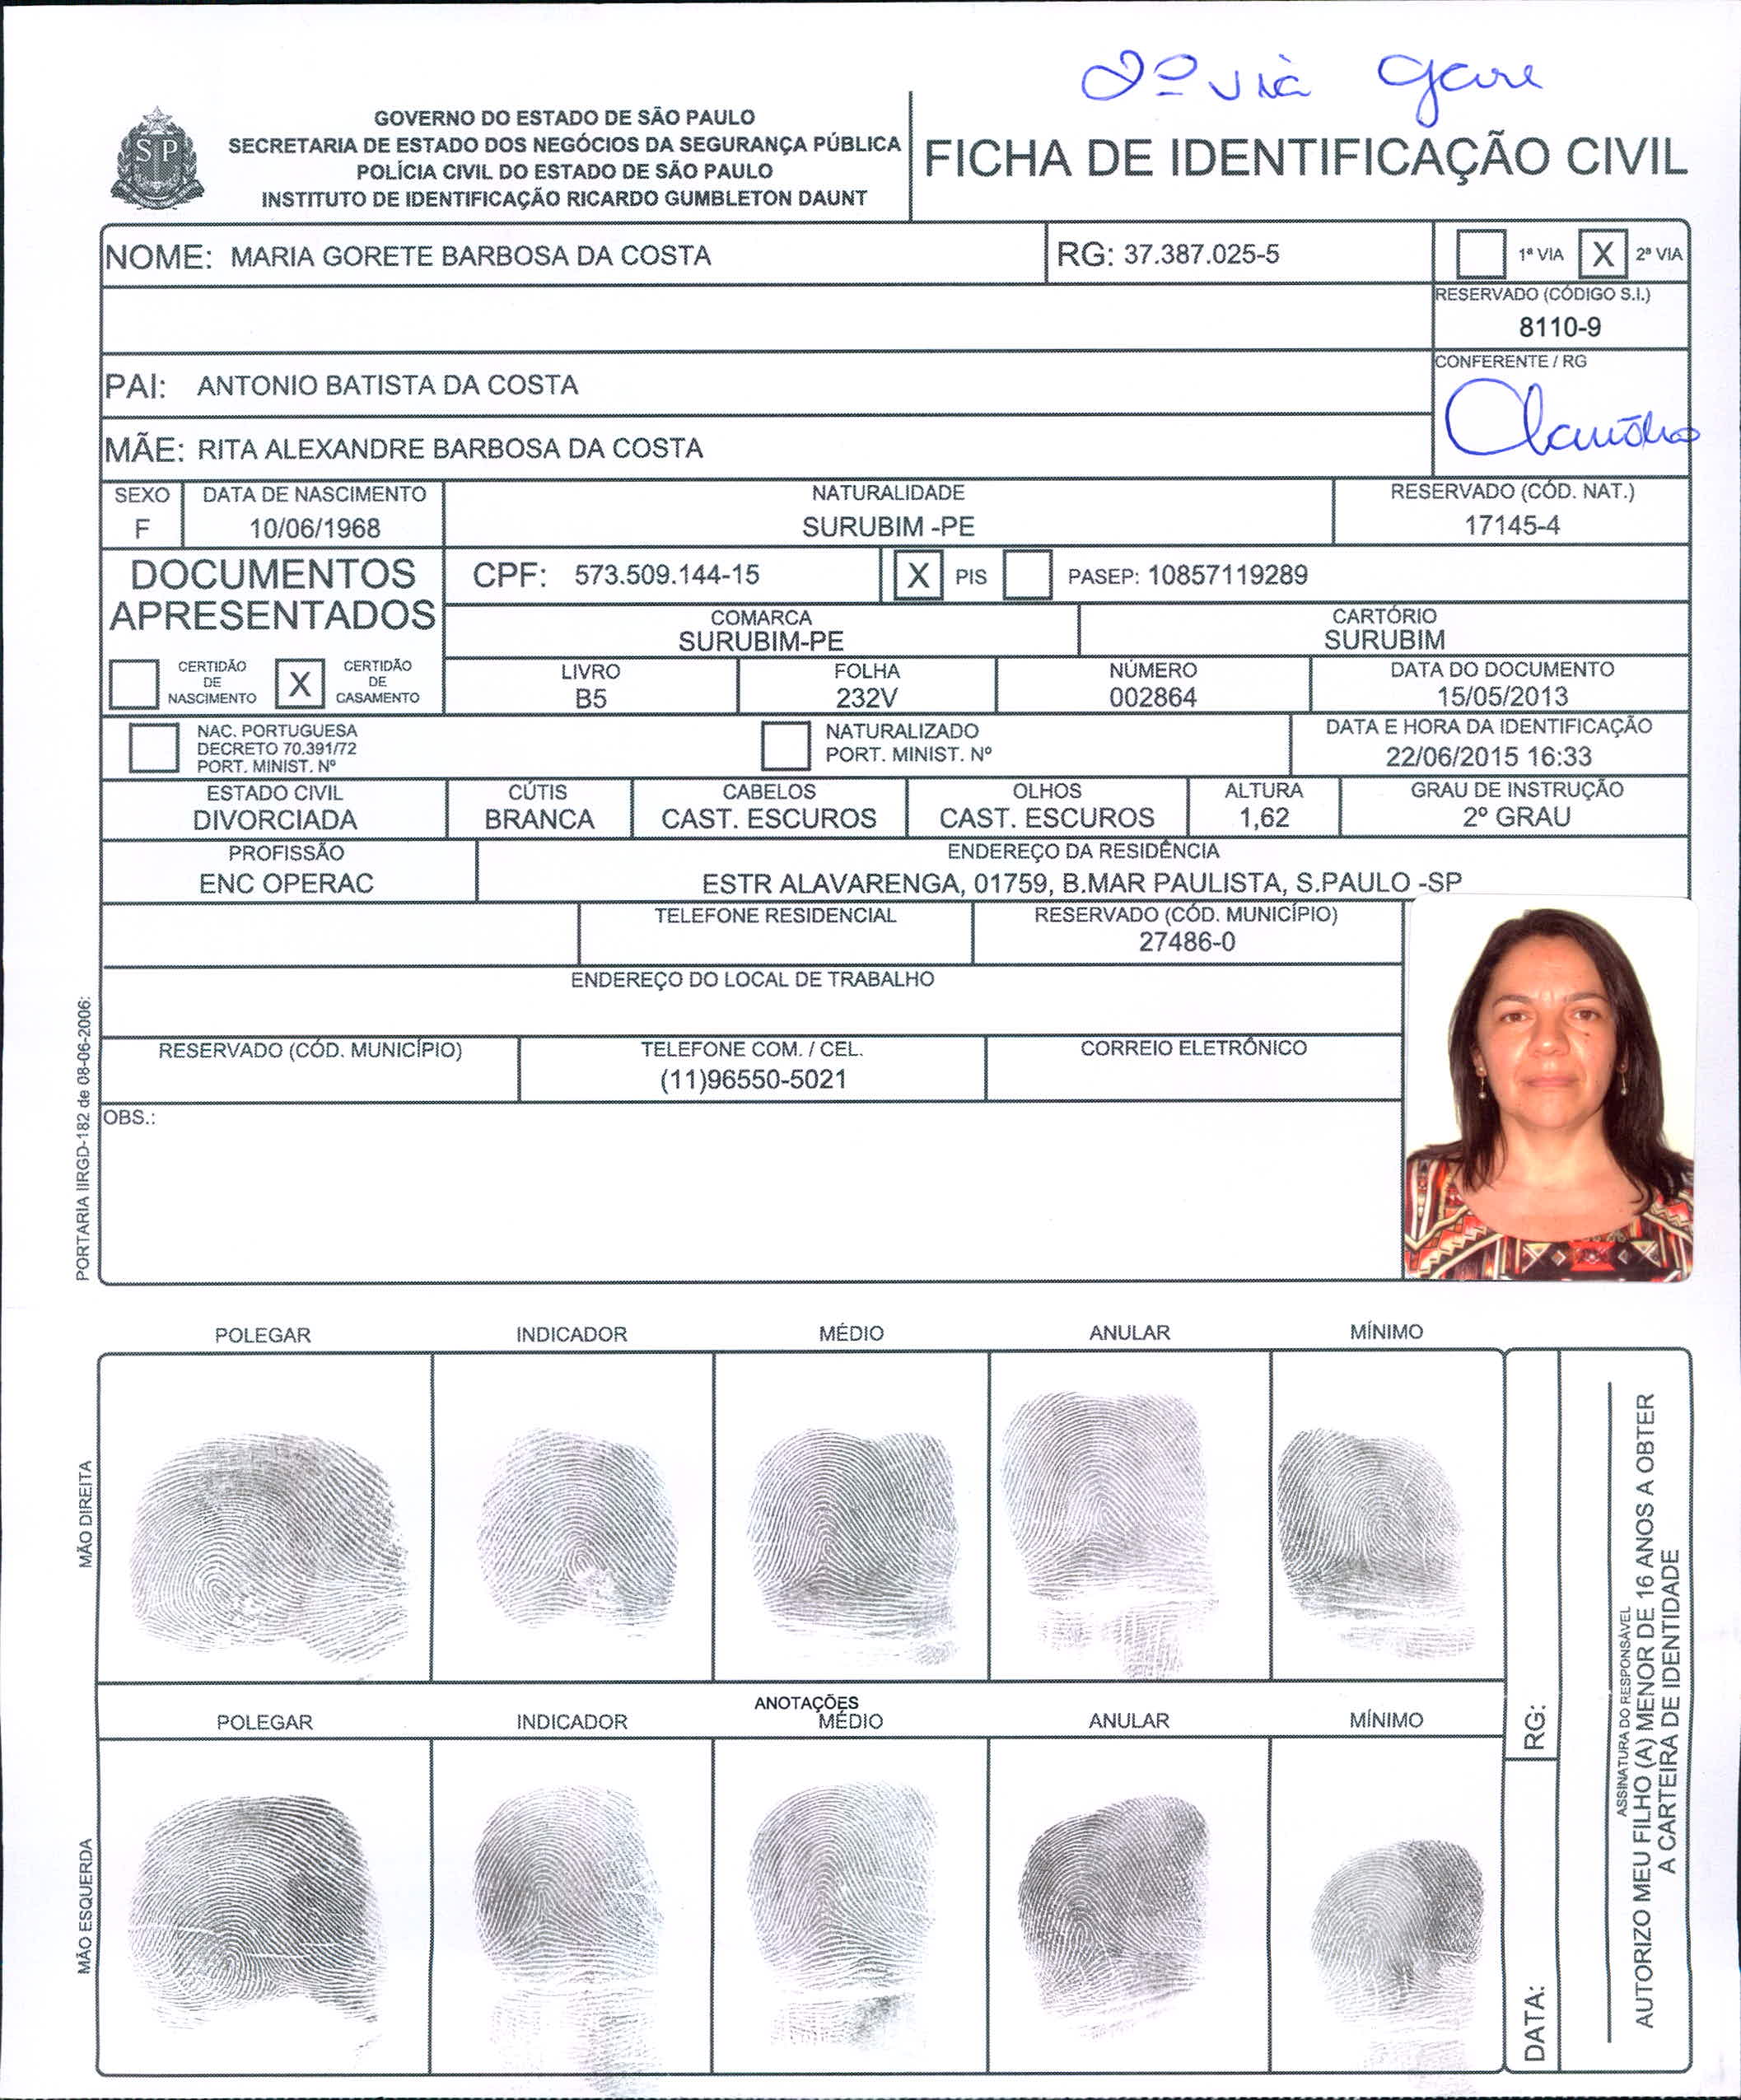 2ª via Gare
GOVERNO DO ESTADO DE SÃO PAULO
SECRETARIA DE ESTADO DOS NEGÓCIOS DA SEGURANÇA PÚBLICA
POLÍCIA CIVIL DO ESTADO DE SÃO PAULO
INSTITUTO DE IDENTIFICAÇÃO RICARDO GUMBLETON DAUNT
SP
FICHA DE IDENTIFICAÇÃO CIVIL
NOME: MARIA GORETE BARBOSA DA COSTA RG: 37.387.025-5 1ª VIA X 2ª VIA
RESERVADO (CÓDIGO S.I.)
8110-9
PAI: ANTONIO BATISTA DA COSTA
CONFERENTE / RG
MÃE: RITA ALEXANDRE BARBOSA DA COSTA
SEXO DATA DE NASCIMENTO NATURALIDADE RESERVADO (CÓD. NAT.)
F 10/06/1968 SURUBIM -PE 17145-4
DOCUMENTOS APRESENTADOS
CPF: 573.509.144-15 X PIS PASEP: 10857119289
COMARCA CARTÓRIO
SURUBIM-PE SURUBIM
CERTIDÃO DE NASCIMENTO X CERTIDÃO DE CASAMENTO
LIVRO FOLHA NÚMERO DATA DO DOCUMENTO
B5 232V 002864 15/05/2013
NAC. PORTUGUESA
DECRETO 70.391/72
PORT. MINIST. Nº
NATURALIZADO
PORT. MINIST. Nº
DATA E HORA DA IDENTIFICAÇÃO
22/06/2015 16:33
ESTADO CIVIL CÚTIS CABELOS OLHOS ALTURA GRAU DE INSTRUÇÃO
DIVORCIADA BRANCA CAST. ESCUROS CAST. ESCUROS 1,62 2º GRAU
PROFISSÃO ENDEREÇO DA RESIDÊNCIA
ENC OPERAC ESTR ALAVARENGA, 01759, B.MAR PAULISTA, S.PAULO -SP
TELEFONE RESIDENCIAL RESERVADO (CÓD. MUNICÍPIO)
27486-0
ENDEREÇO DO LOCAL DE TRABALHO
RESERVADO (CÓD. MUNICÍPIO) TELEFONE COM. / CEL. CORREIO ELETRÔNICO
(11)96550-5021
OBS.:
PORTARIA IIRGD-182 de 08-06-2006:
POLEGAR INDICADOR MÉDIO ANULAR MÍNIMO
MÃO DIREITA
ANOTAÇÕES
POLEGAR INDICADOR MÉDIO ANULAR MÍNIMO
MÃO ESQUERDA
RG:
DATA:
ASSINATURA DO RESPONSÁVEL
AUTORIZO MEU FILHO (A) MENOR DE 16 ANOS A OBTER
A CARTEIRA DE IDENTIDADE